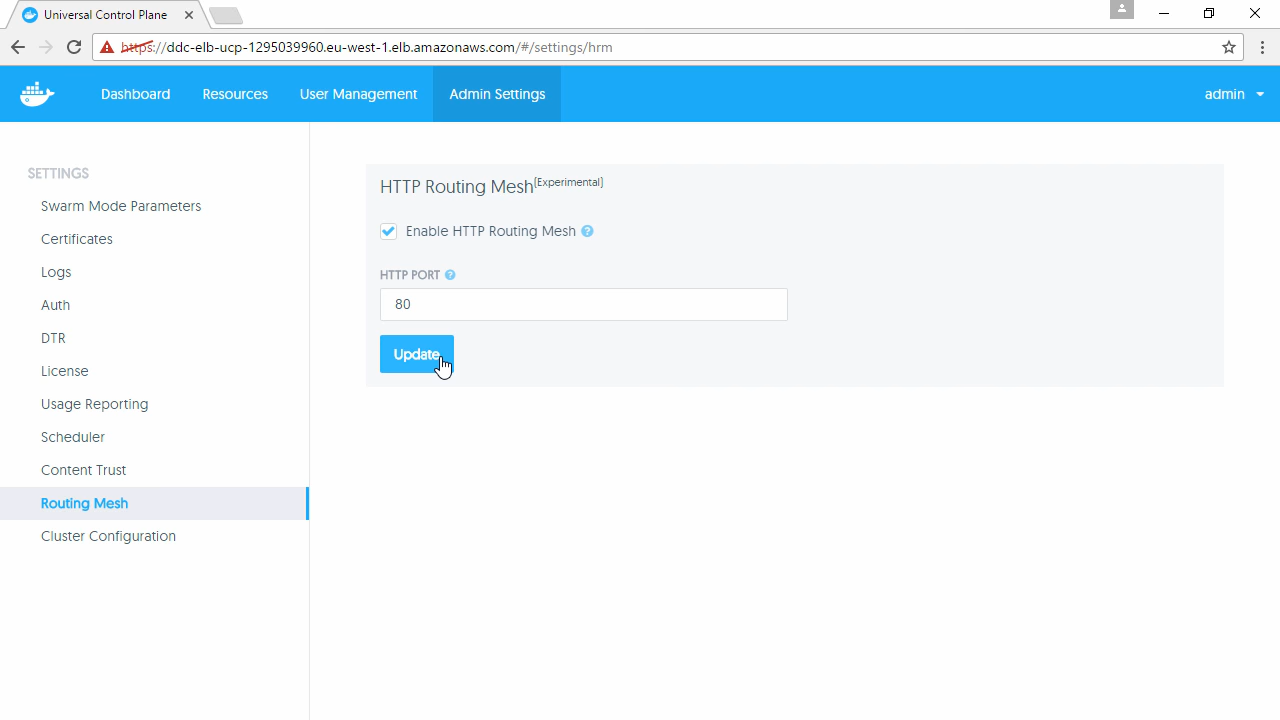 Universal Control Plane
https://ddc-elb-ucp-1295039960.eu-west-1.elb.amazonaws.com/#/settings/hrm
Dashboard Resources User Management Admin Settings admin
SETTINGS
Swarm Mode Parameters
Certificates
Logs
Auth
DTR
License
Usage Reporting
Scheduler
Content Trust
Routing Mesh
Cluster Configuration
HTTP Routing Mesh(Experimental)
Enable HTTP Routing Mesh ?
HTTP PORT ?
80
Update